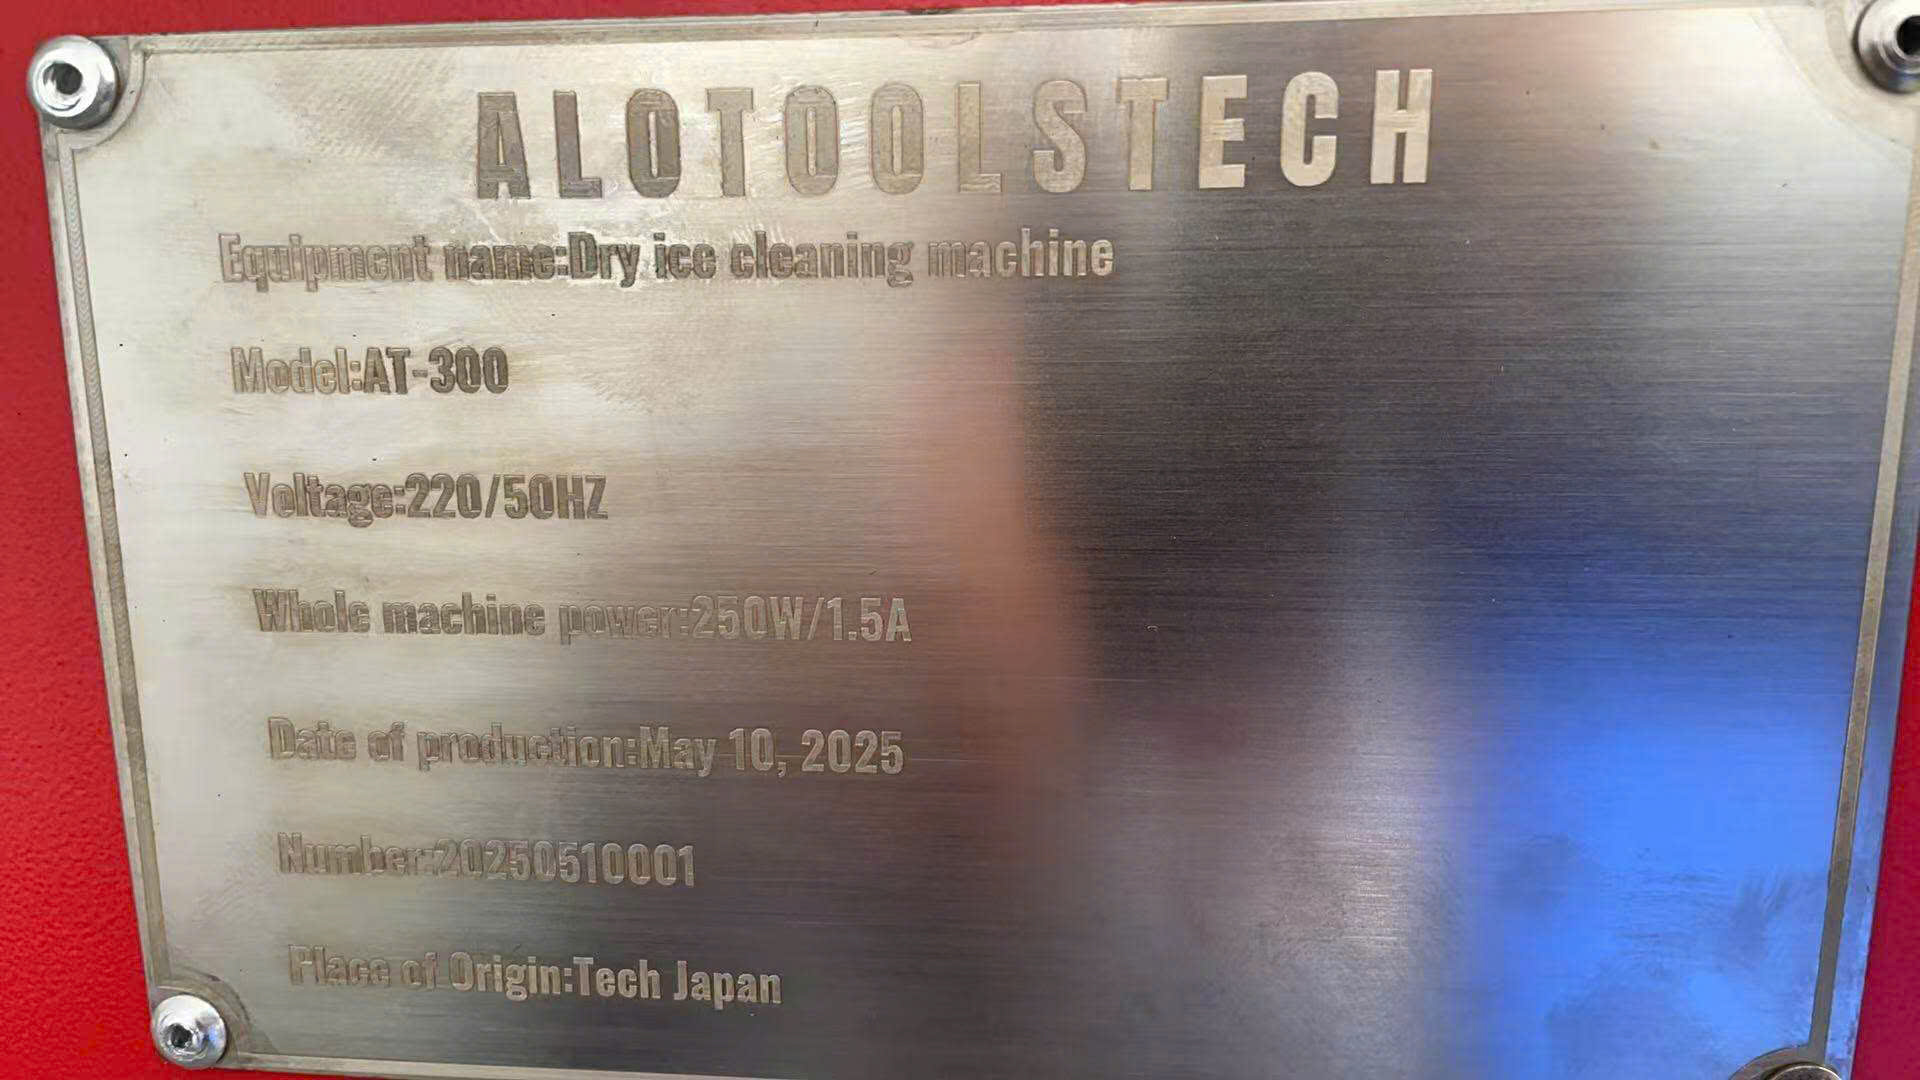 ALOTOOLSTECH
Equipment name:Dry ice cleaning machine
Model:AT-300
Voltage:220/50HZ
Whole machine power:250W/1.5A
Date of production:May 10, 2025
Number:20250510001
Place of Origin:Tech Japan